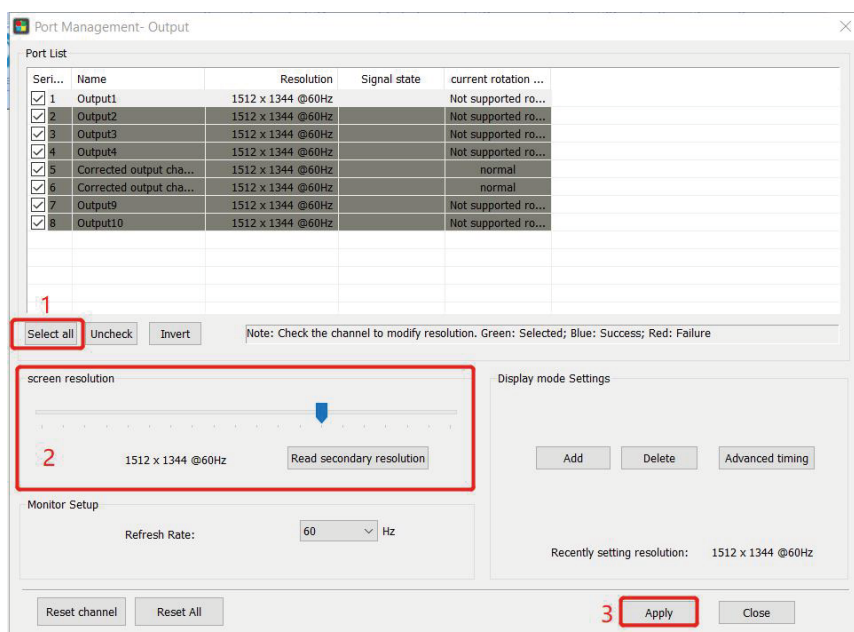 Port Management- Output
Port List
Seri... Name Resolution Signal state current rotation ...
1 Output1 1512 x 1344 @60Hz Not supported ro...
2 Output2 1512 x 1344 @60Hz Not supported ro...
3 Output3 1512 x 1344 @60Hz Not supported ro...
4 Output4 1512 x 1344 @60Hz Not supported ro...
5 Corrected output cha... 1512 x 1344 @60Hz normal
6 Corrected output cha... 1512 x 1344 @60Hz normal
7 Output9 1512 x 1344 @60Hz Not supported ro...
8 Output10 1512 x 1344 @60Hz Not supported ro...
1
Select all Uncheck Invert Note: Check the channel to modify resolution. Green: Selected; Blue: Success; Red: Failure
screen resolution Display mode Settings
2 1512 x 1344 @60Hz Read secondary resolution Add Delete Advanced timing
Monitor Setup
Refresh Rate: 60 Hz
Recently setting resolution: 1512 x 1344 @60Hz
Reset channel Reset All 3 Apply Close